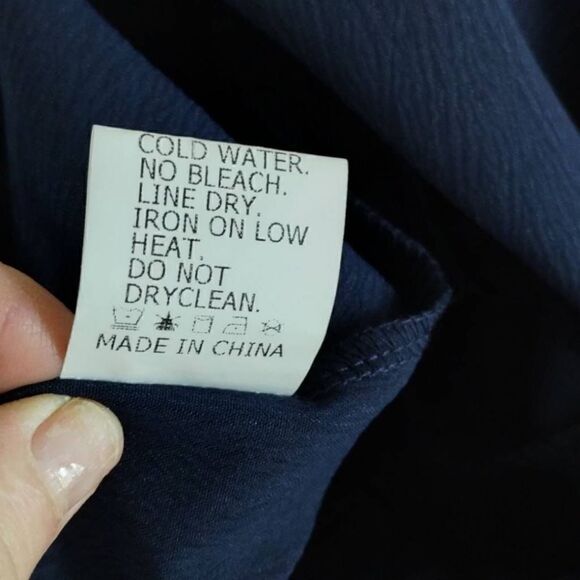 COLD WATER.
NO BLEACH.
LINE DRY.
IRON ON LOW
HEAT.
DO NOT
DRYCLEAN.
MADE IN CHINA